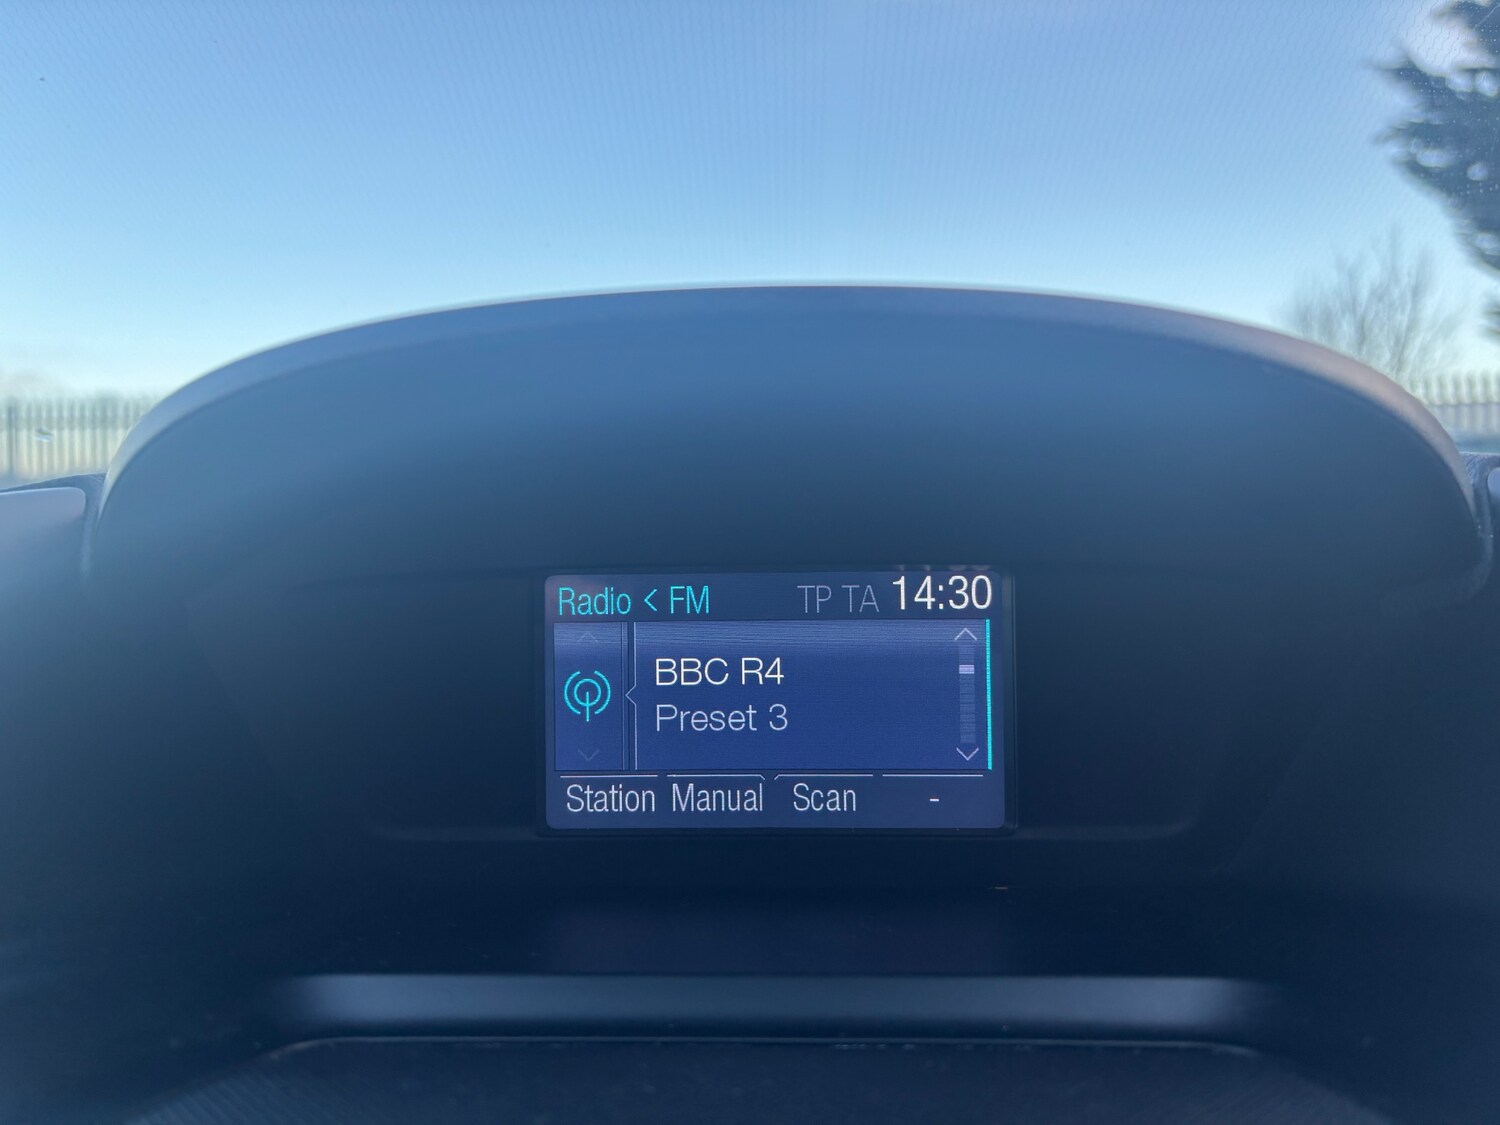 Radio < FM TP TA 14:30
BBC R4
Preset 3
Station Manual Scan -